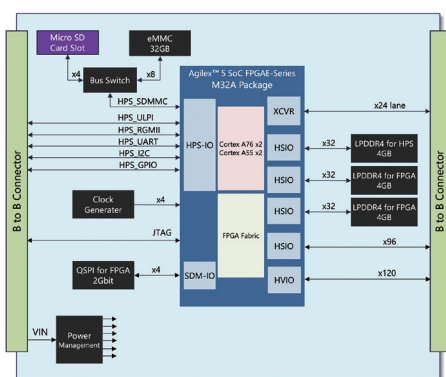 Micro SD
Card Slot
eMMC
32GB
x4
x8
Bus Switch
Agilex™ 5 SoC FPGAE-Series
M32A Package
HPS_SDMMC
HPS_ULPI
HPS_RGMII
HPS_UART
HPS_I2C
HPS_GPIO
HPS-IO
Cortex A76 x2
Cortex A55 x2
XCVR
x24 lane
HSIO
x32
LPDDR4 for HPS
4GB
HSIO
x32
LPDDR4 for FPGA
4GB
HSIO
x32
LPDDR4 for FPGA
4GB
Clock
Generater
x4
FPGA Fabric
JTAG
HSIO
x96
QSPI for FPGA
2Gbit
x4
SDM-IO
HVIO
x120
VIN
Power
Management
B to B Connector
B to B Connector